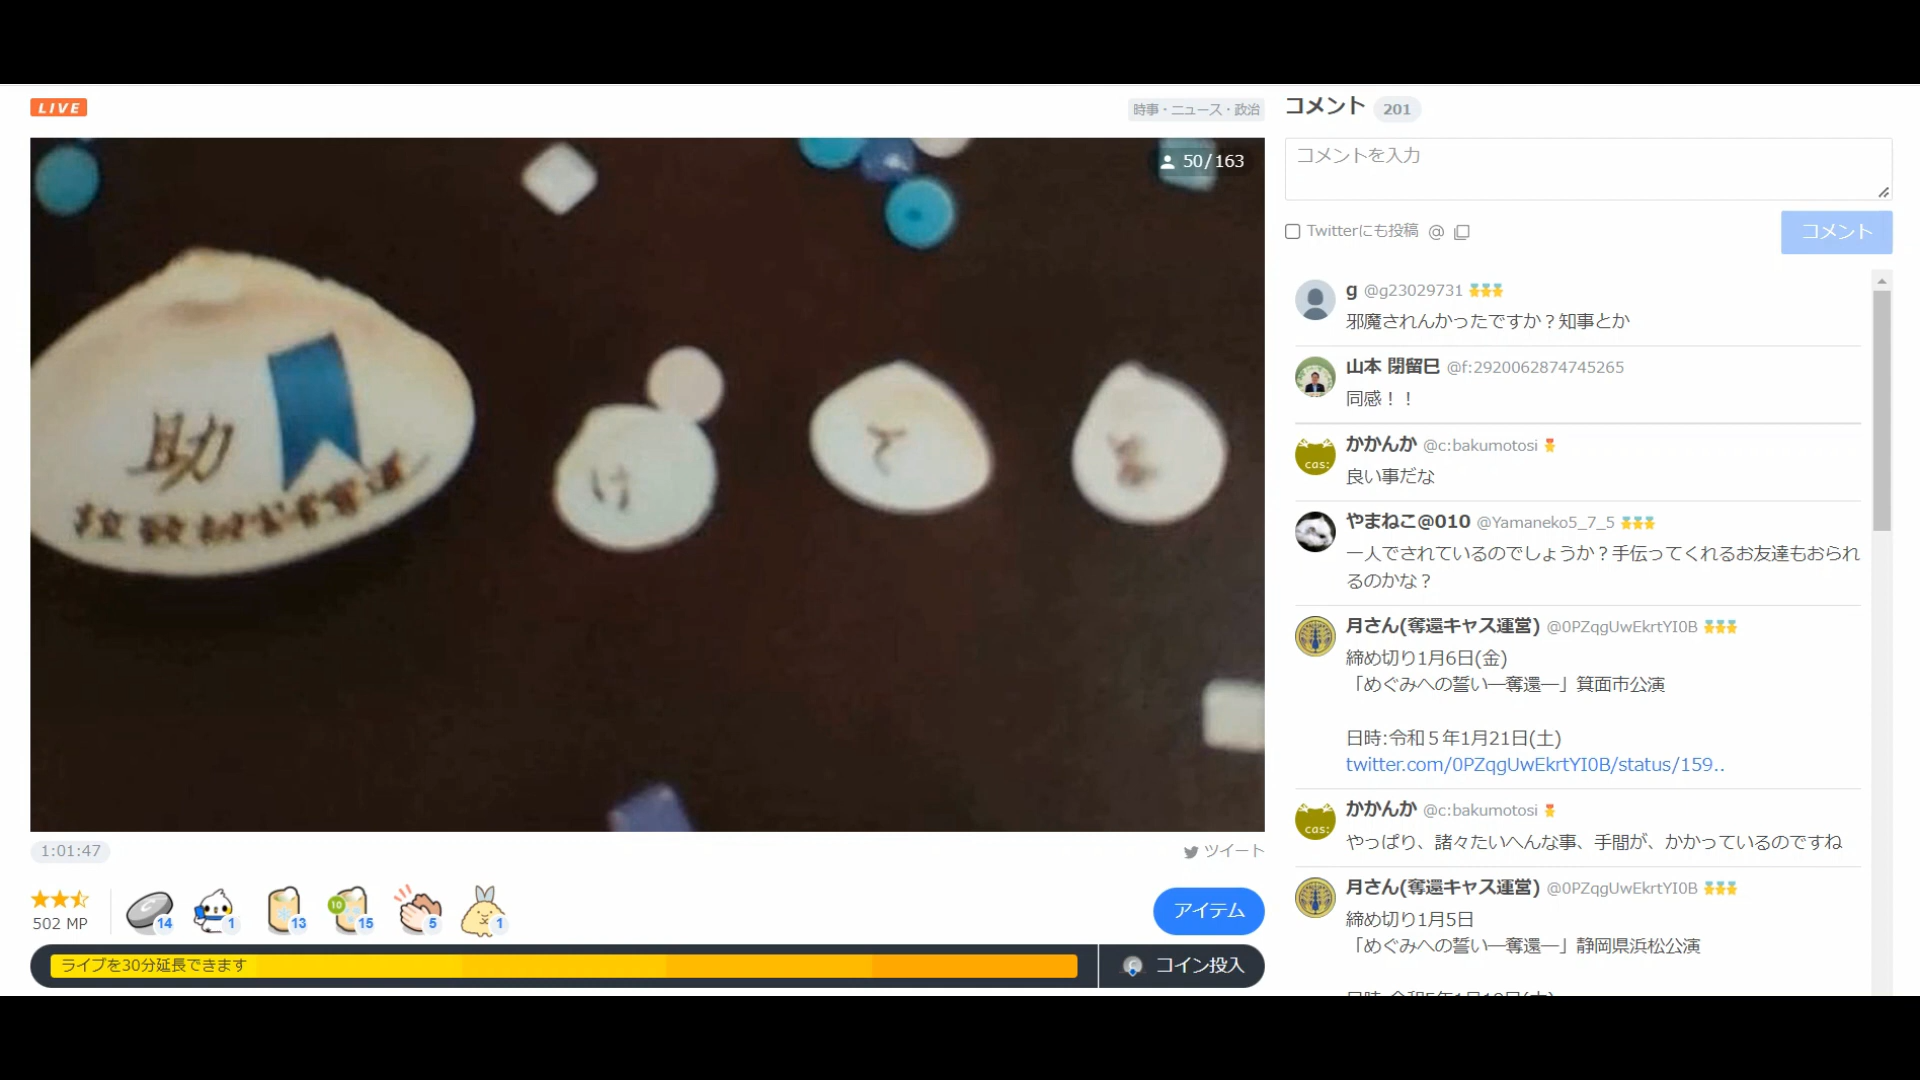 LIVE
時事・ニュース・政治
50/163
助
け
て
拉致被害者奪還
1:01:47
ツイート
502 MP
14
1
13
10
15
5
1
アイテム
ライブを30分延長できます
コイン投入
コメント 201
コメントを入力
Twitterにも投稿 @
コメント
g @g23029731
邪魔されんかったですか？知事とか
山本 閉留巳 @f:2920062874745265
同感！！
かかんか @c:bakumotosi
cas:
良い事だな
やまねこ@010 @Yamaneko5_7_5
一人でされているのでしょうか？手伝ってくれるお友達もおられ
るのかな？
月さん(奪還キャス運営) @0PZqgUwEkrtYI0B
締め切り1月6日(金)
「めぐみへの誓い―奪還―」箕面市公演
日時:令和５年1月21日(土)
twitter.com/0PZqgUwEkrtYI0B/status/159..
かかんか @c:bakumotosi
cas:
やっぱり、諸々たいへんな事、手間が、かかっているのですね
月さん(奪還キャス運営) @0PZqgUwEkrtYI0B
締め切り1月5日
「めぐみへの誓い―奪還―」静岡県浜松公演